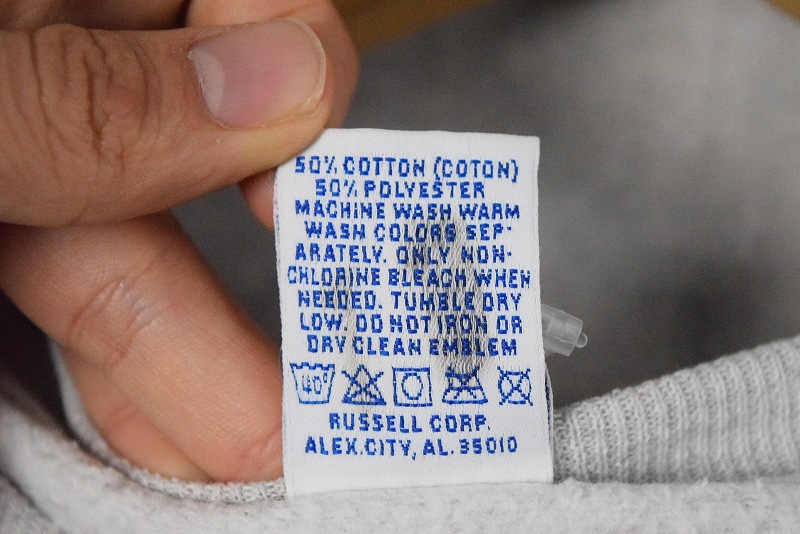 50% COTTON (COTON)
50% POLYESTER
MACHINE WASH WARM
WASH COLORS SEP-
ARATELY. ONLY NON-
CHLORINE BLEACH WHEN
NEEDED. TUMBLE DRY
LOW. DO NOT IRON OR
DRY CLEAN EMBLEM
40°
RUSSELL CORP.
ALEX.CITY, AL. 35010